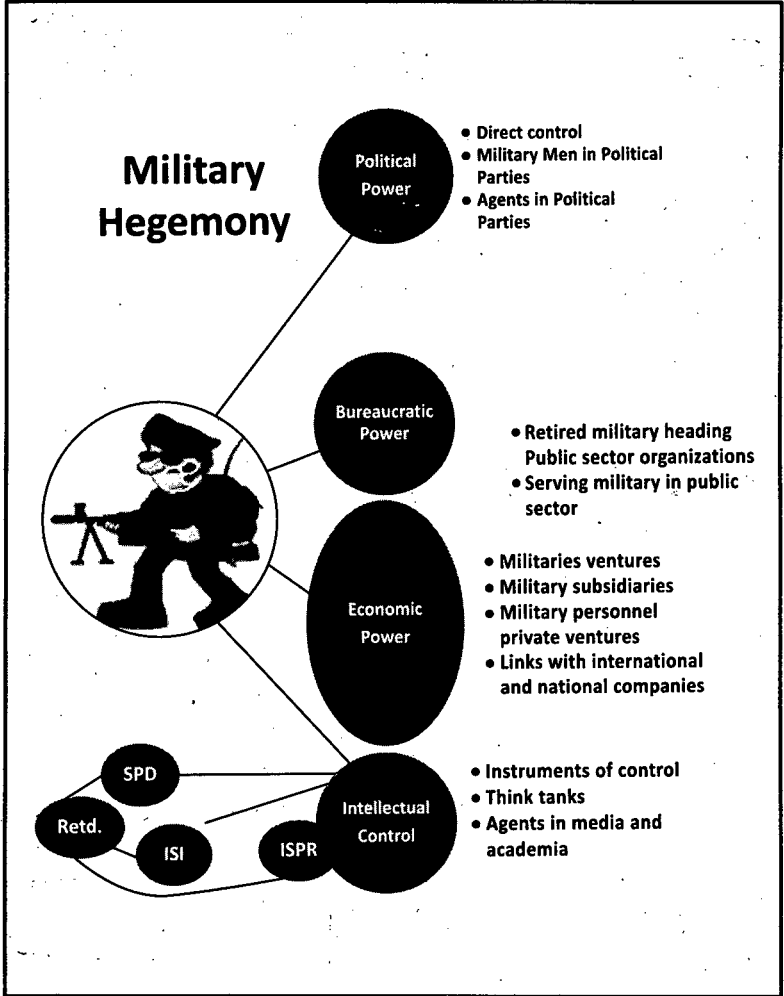 Military
Hegemony
Political
Power
• Direct control
• Military Men in Political
Parties
• Agents in Political
Parties
Bureaucratic
Power
• Retired military heading
Public sector organizations
• Serving military in public
sector
Economic
Power
• Militaries ventures
• Military subsidiaries
• Military personnel
private ventures
• Links with international
and national companies
Intellectual
Control
• Instruments of control
• Think tanks
• Agents in media and
academia
SPD
Retd.
ISI
ISPR